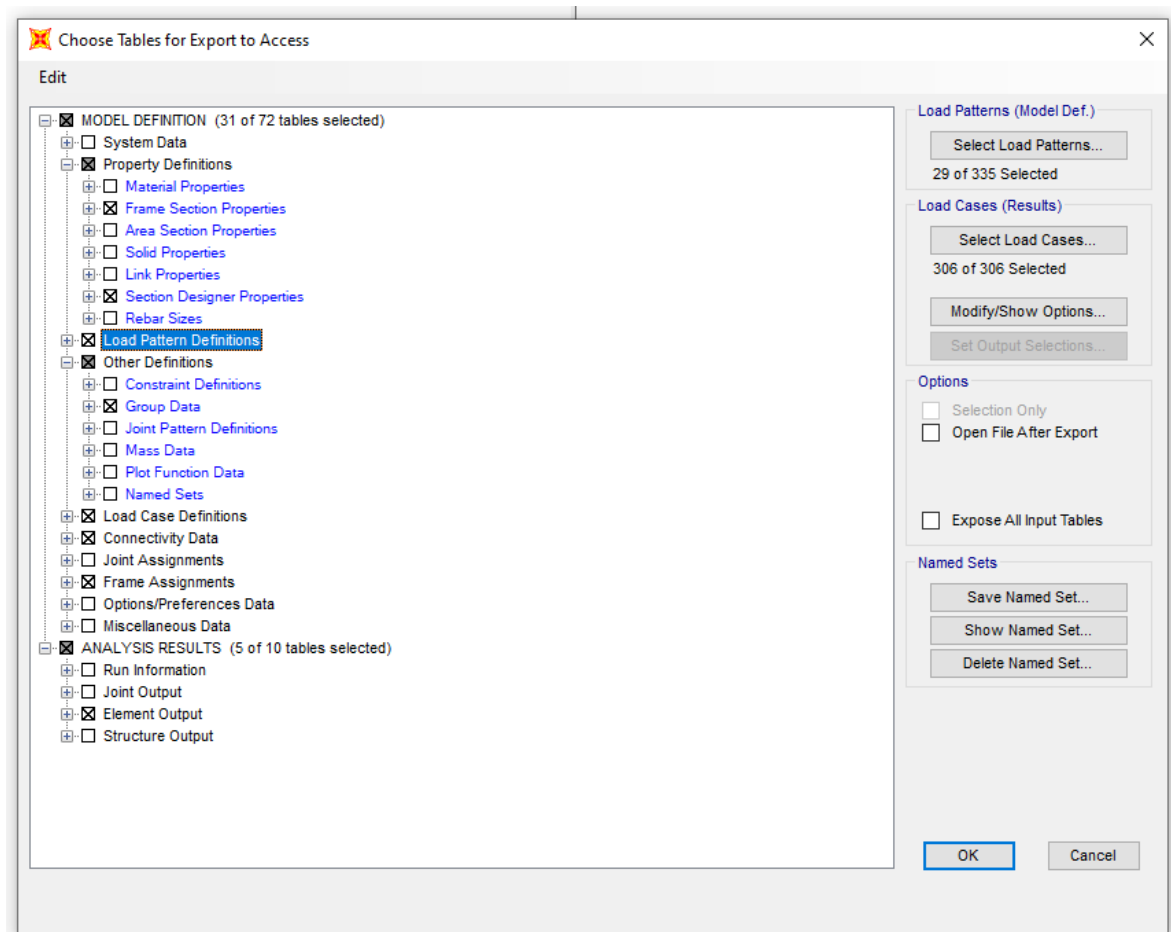 Choose Tables for Export to Access
Edit
MODEL DEFINITION (31 of 72 tables selected)
System Data
Property Definitions
Material Properties
Frame Section Properties
Area Section Properties
Solid Properties
Link Properties
Section Designer Properties
Rebar Sizes
Load Pattern Definitions
Other Definitions
Constraint Definitions
Group Data
Joint Pattern Definitions
Mass Data
Plot Function Data
Named Sets
Load Case Definitions
Connectivity Data
Joint Assignments
Frame Assignments
Options/Preferences Data
Miscellaneous Data
ANALYSIS RESULTS (5 of 10 tables selected)
Run Information
Joint Output
Element Output
Structure Output
Load Patterns (Model Def.)
Select Load Patterns...
29 of 335 Selected
Load Cases (Results)
Select Load Cases...
306 of 306 Selected
Modify/Show Options...
Set Output Selections...
Options
Selection Only
Open File After Export
Expose All Input Tables
Named Sets
Save Named Set...
Show Named Set...
Delete Named Set...
OK
Cancel